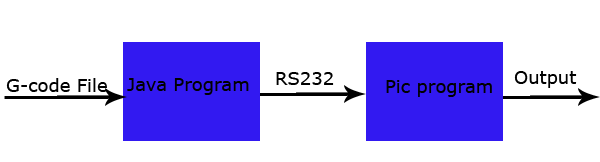 G-code File
Java Program
RS232
Pic program
Output